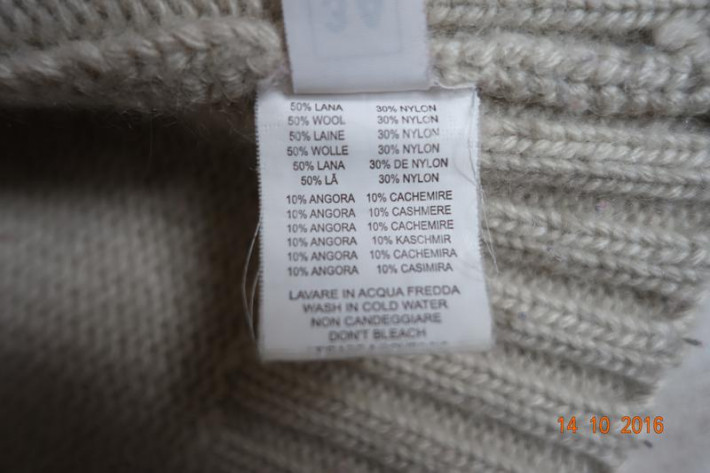 50% LANA 30% NYLON
50% WOOL 30% NYLON
50% LAINE 30% NYLON
50% WOLLE 30% NYLON
50% LANA 30% DE NYLON
50% LÃ 30% NYLON
10% ANGORA 10% CACHEMIRE
10% ANGORA 10% CASHMERE
10% ANGORA 10% CACHEMIRE
10% ANGORA 10% KASCHMIR
10% ANGORA 10% CACHEMIRA
10% ANGORA 10% CASIMIRA
LAVARE IN ACQUA FREDDA
WASH IN COLD WATER
NON CANDEGGIARE
DON'T BLEACH
14 10 2016